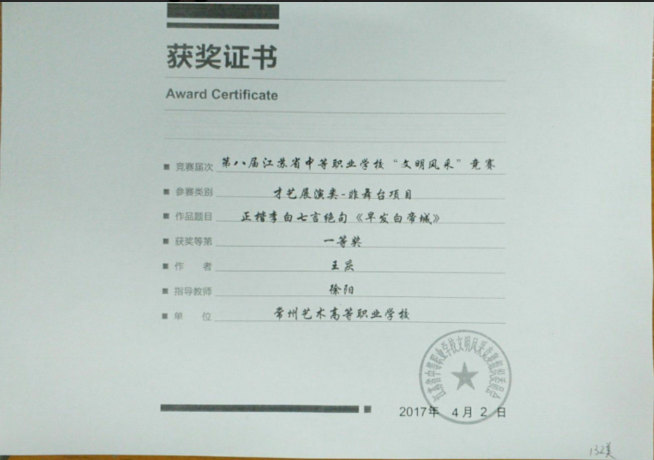 获奖证书
Award Certificate
■ 竞赛届次 第八届江苏省中等职业学校“文明风采”竞赛
■ 参赛类别 才艺展演类-非舞台项目
■ 作品题目 正楷李白七言绝句《早发白帝城》
■ 获奖等第 一等奖
■ 作 者 王
■ 指导教师 徐阳
■ 单 位 常州艺术高等职业学校
2017年 4月 2日